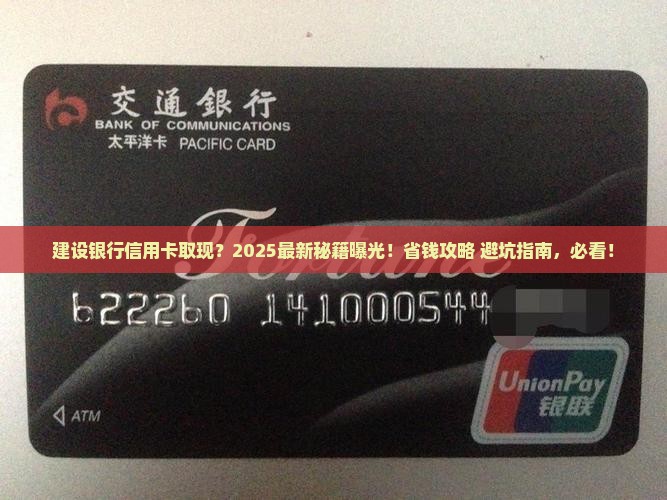 交通銀行
BANK OF COMMUNICATIONS
太平洋卡 PACIFIC CARD
Fortune
建设银行信用卡取现？2025最新秘籍曝光！省钱攻略 避坑指南，必看！
622260 141000544
UnionPay
银联
ATM